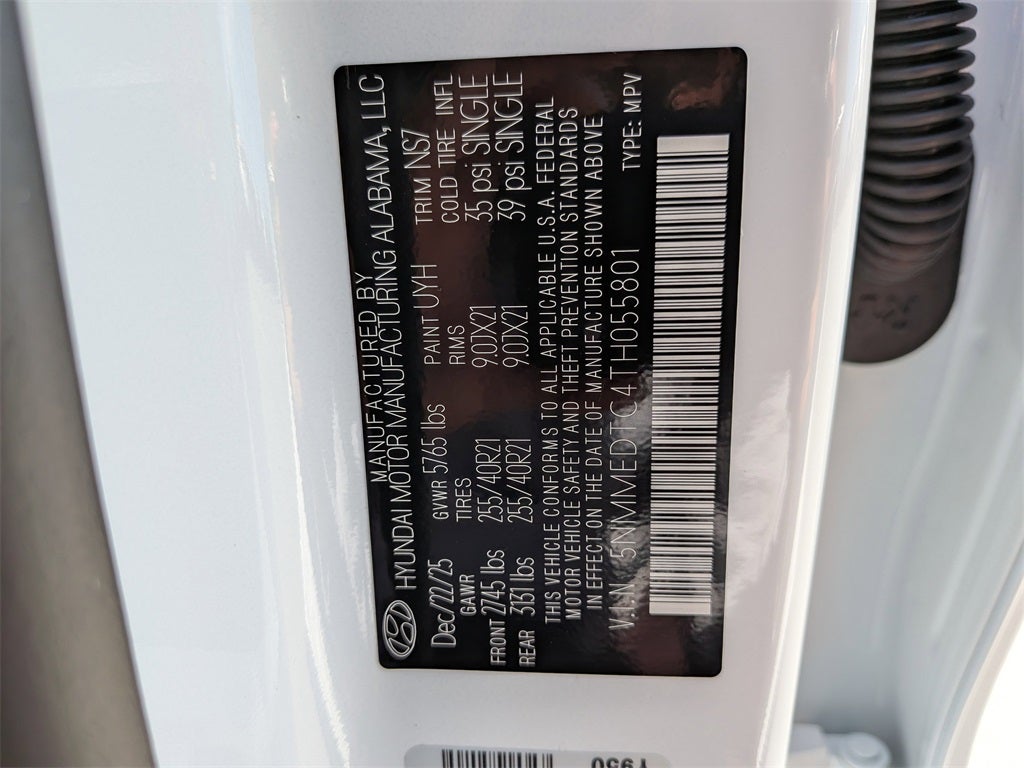 MANUFACTURED BY
HYUNDAI MOTOR MANUFACTURING ALABAMA, LLC
Dec/22/25 GVWR 5765 lbs PAINT UYH TRIM NS7
GAWR TIRES RIMS COLD TIRE INFL
FRONT 2745 lbs 255/40R21 9.0JX21 35 psi SINGLE
REAR 3131 lbs 255/40R21 9.0JX21 39 psi SINGLE
THIS VEHICLE CONFORMS TO ALL APPLICABLE U.S.A. FEDERAL
MOTOR VEHICLE SAFETY AND THEFT PREVENTION STANDARDS
IN EFFECT ON THE DATE OF MANUFACTURE SHOWN ABOVE
V.I.N: 5NMMEDTC4TH055801 TYPE: MPV